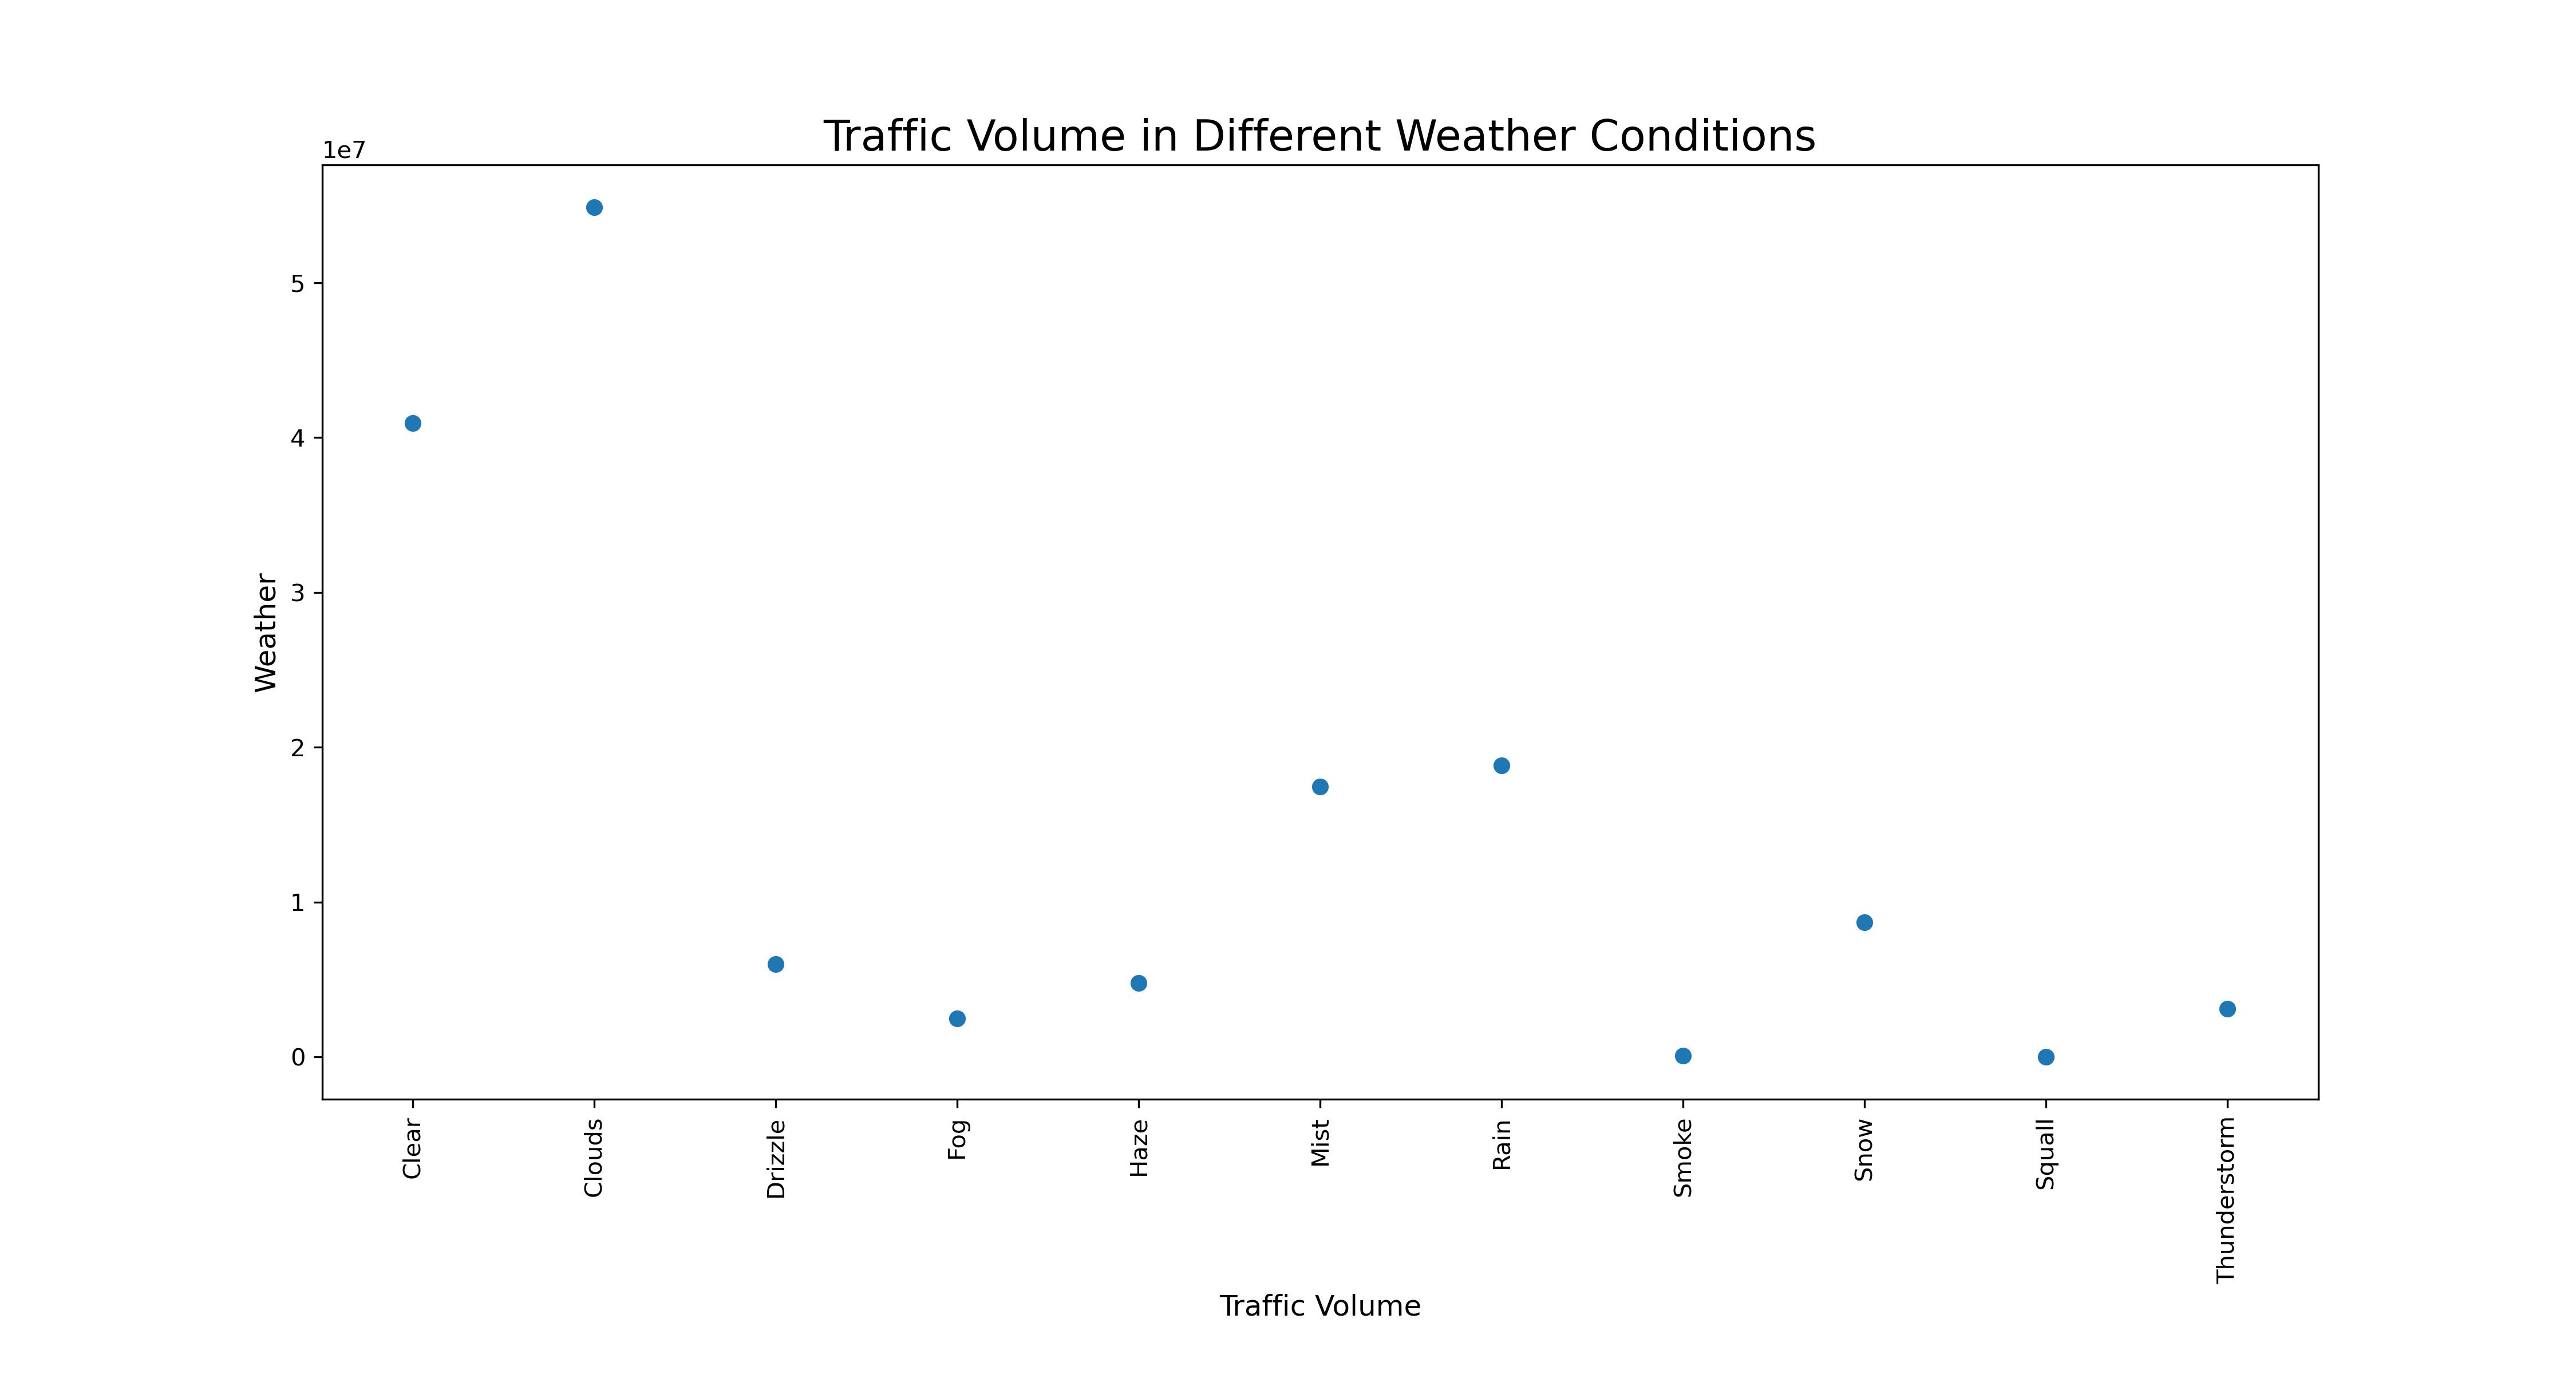 Traffic Volume in Different Weather Conditions
1e7
5
4
3
2
1
0
Weather
Clear
Clouds
Drizzle
Fog
Haze
Mist
Rain
Smoke
Snow
Squall
Thunderstorm
Traffic Volume